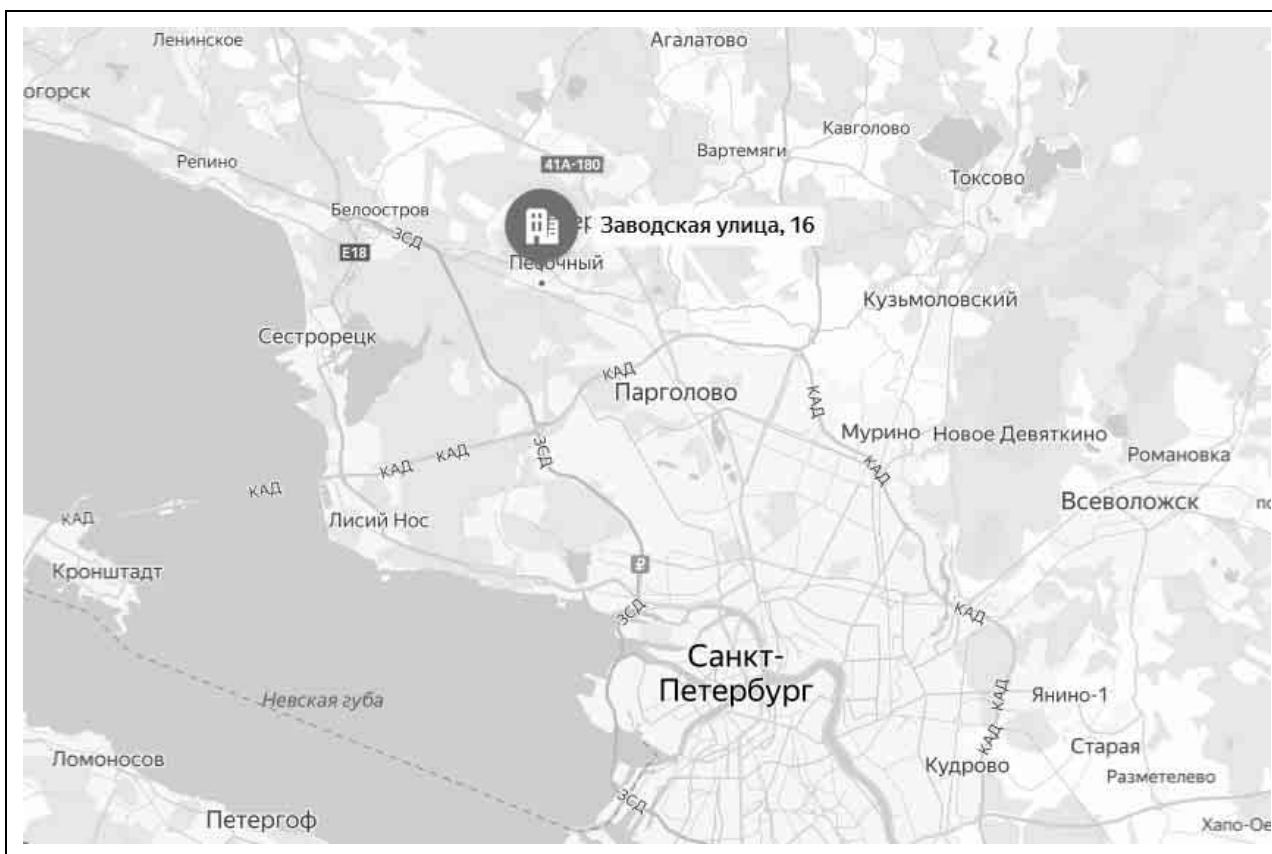 Ленинское
Агалатово
огорск
Кавголово
Репино
Вартемяги
41А-180
Токсово
Белоостров
Заводская улица, 16
ЗСД
E18
Песочный
Кузьмоловский
Сестрорецк
КАД
Парголово
КАД
Мурино
Новое Девяткино
ЗСД
КАД
КАД
КАД
Романовка
КАД
Всеволожск
КАД
Лисий Нос
Кронштадт
ЗСД
КАД
Санкт-
Петербург
Невская губа
КАД
Янино-1
КАД
Ломоносов
Кудрово
Старая
Разметелево
ЗСД
Петергоф
Хапо-Ое